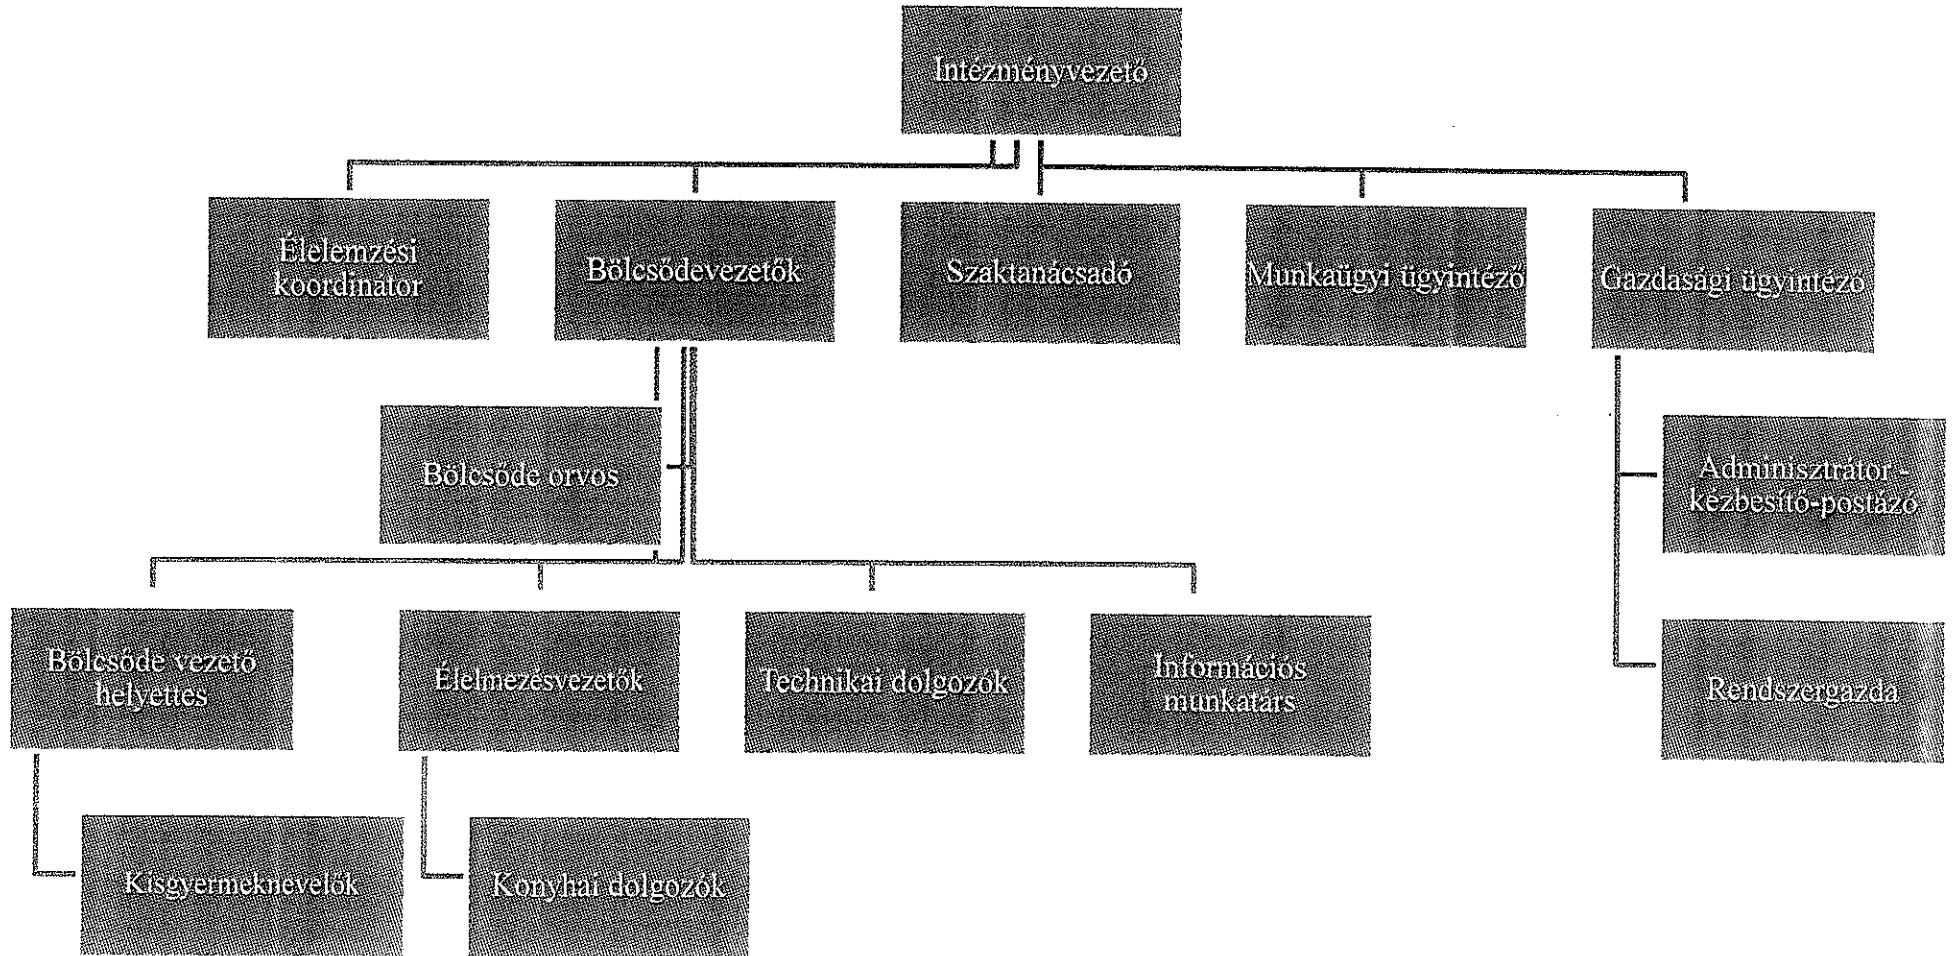 Intézményvezető
Élelemzési
koordinátor
Bölcsődevezetők
Szaktanácsadó
Munkaügyi ügyintéző
Gazdasági ügyintéző
Bölcsőde orvos
Adminisztrátor -
kézbesítő-postázó
Bölcsőde vezető
helyettes
Élelmezésvezetők
Technikai dolgozók
Információs
munkatárs
Rendszergazda
Kisgyermeknevelők
Konyhai dolgozók